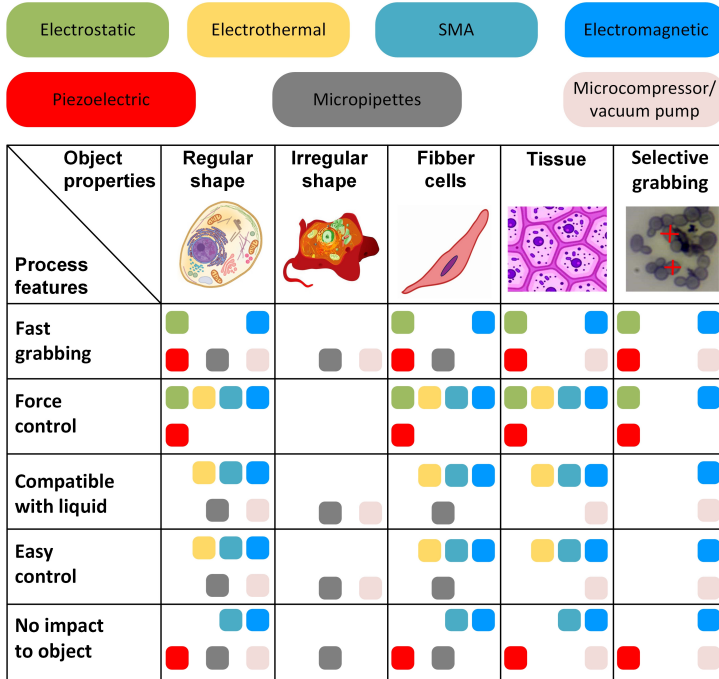 Electrostatic
Electrothermal
SMA
Electromagnetic
Piezoelectric
Micropipettes
Microcompressor/
vacuum pump
Object
properties
Process
features
Regular
shape
Irregular
shape
Fibber
cells
Tissue
Selective
grabbing
Fast
grabbing
Force
control
Compatible
with liquid
Easy
control
No impact
to object